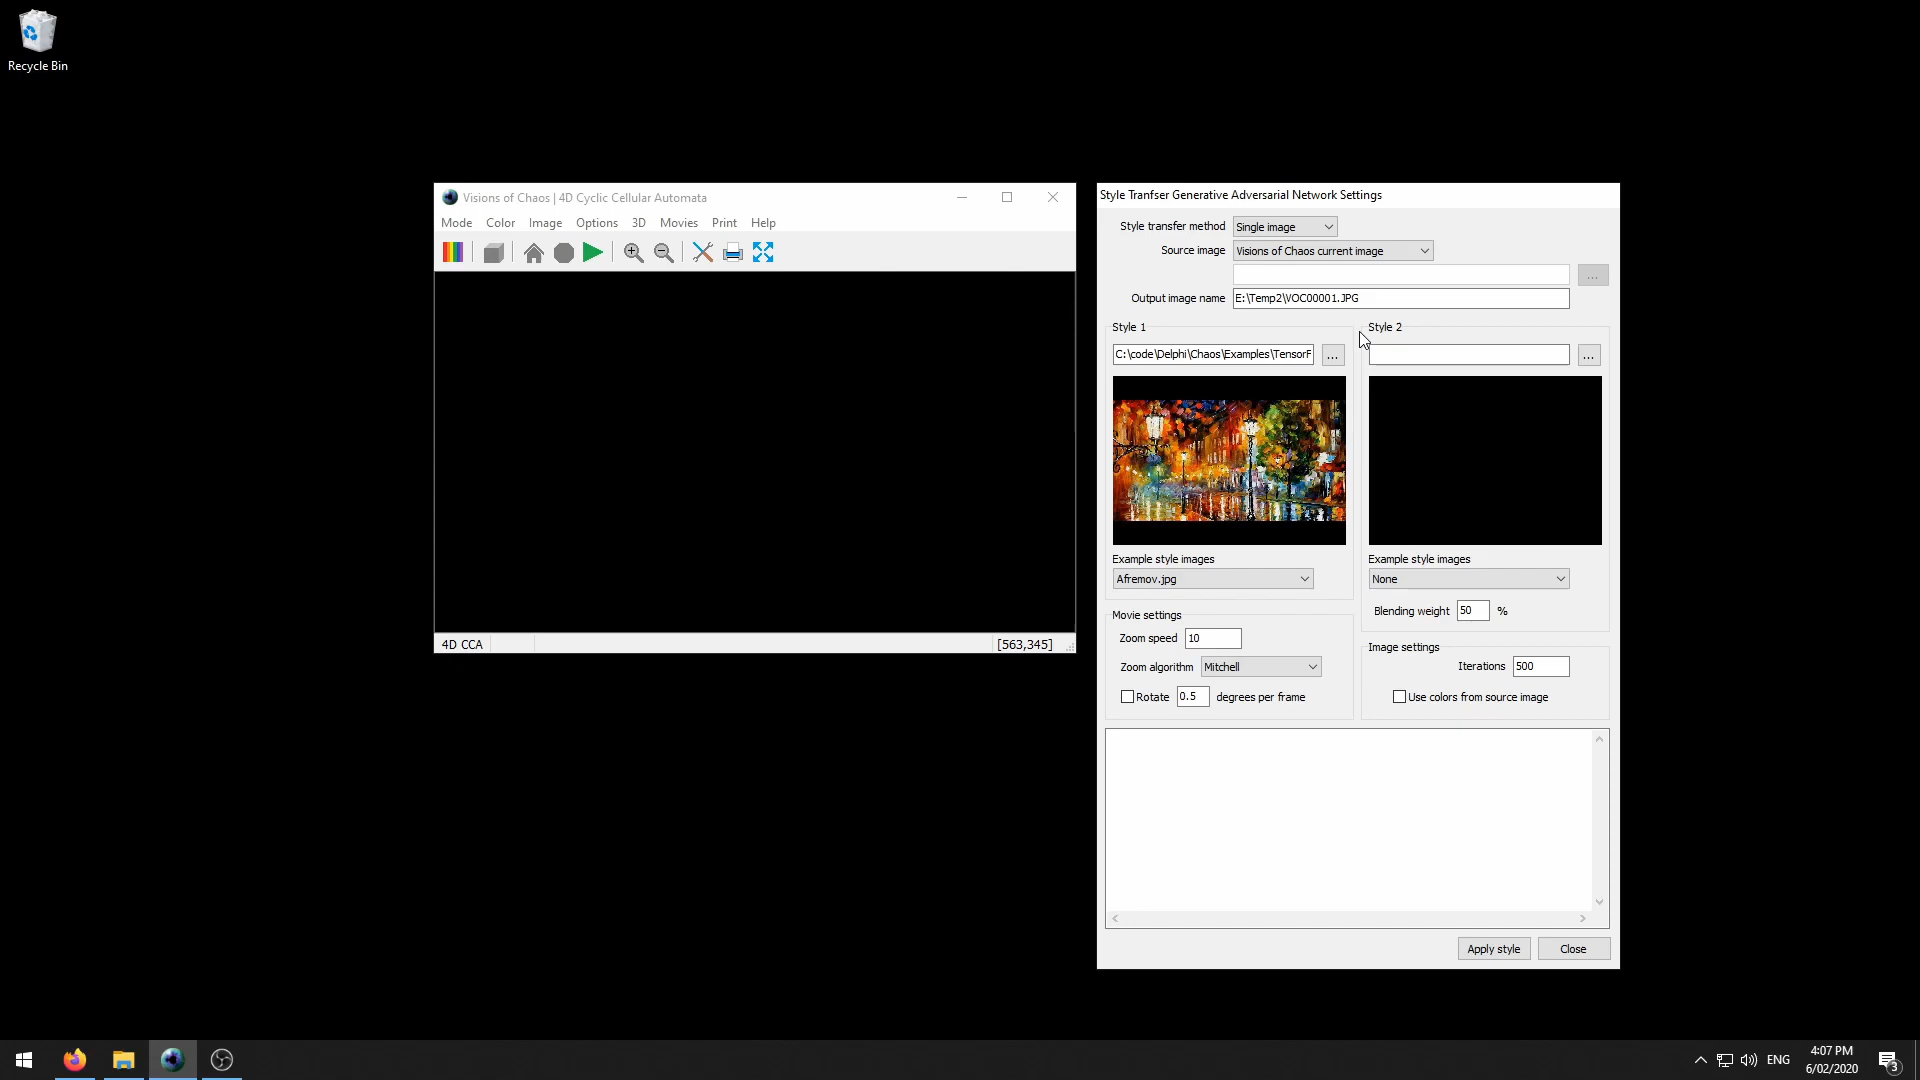 Recycle Bin
Visions of Chaos | 4D Cyclic Cellular Automata
Mode Color Image Options 3D Movies Print Help
4D CCA [563,345]
Style Tranfser Generative Adversarial Network Settings
Style transfer method Single image
Source image Visions of Chaos current image
...
Output image name E:\Temp2\VOC00001.JPG
Style 1 Style 2
C:\code\Delphi\Chaos\Examples\TensorF ... ...
Example style images Example style images
Afremov.jpg None
Blending weight 50 %
Movie settings
Zoom speed 10
Image settings
Zoom algorithm Mitchell Iterations 500
Rotate 0.5 degrees per frame Use colors from source image
Apply style Close
ENG 4:07 PM
6/02/2020 3